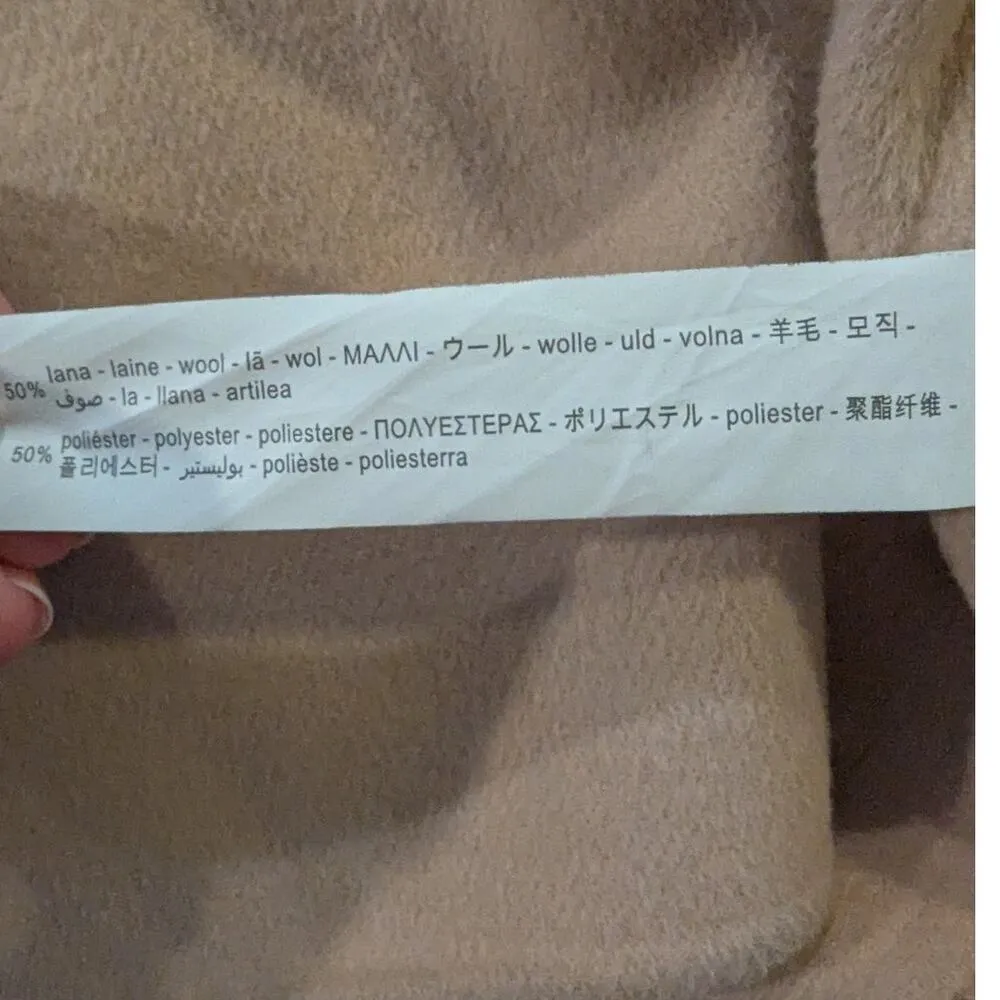 50% lana - laine - wool - lã - wol - ΜΑΛΛΙ - ウール - wolle - uld - volna - 羊毛 - 모직 -
صوف - la - llana - artilea
50% poliéster - polyester - poliestere - ΠΟΛΥΕΣΤΕΡΑΣ - ポリエステル - poliester - 聚酯纤维 -
폴리에스터 - بوليستير - polièste - poliesterra